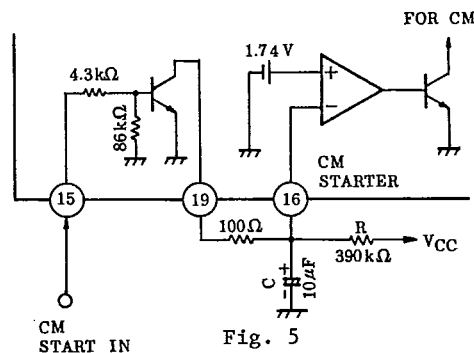 FOR CM
1.74 V
4.3kΩ
+
−
86kΩ
CM
STARTER
15
19
16
100Ω
R
390kΩ
VCC
C
+
−
10μF
CM
START IN
Fig. 5